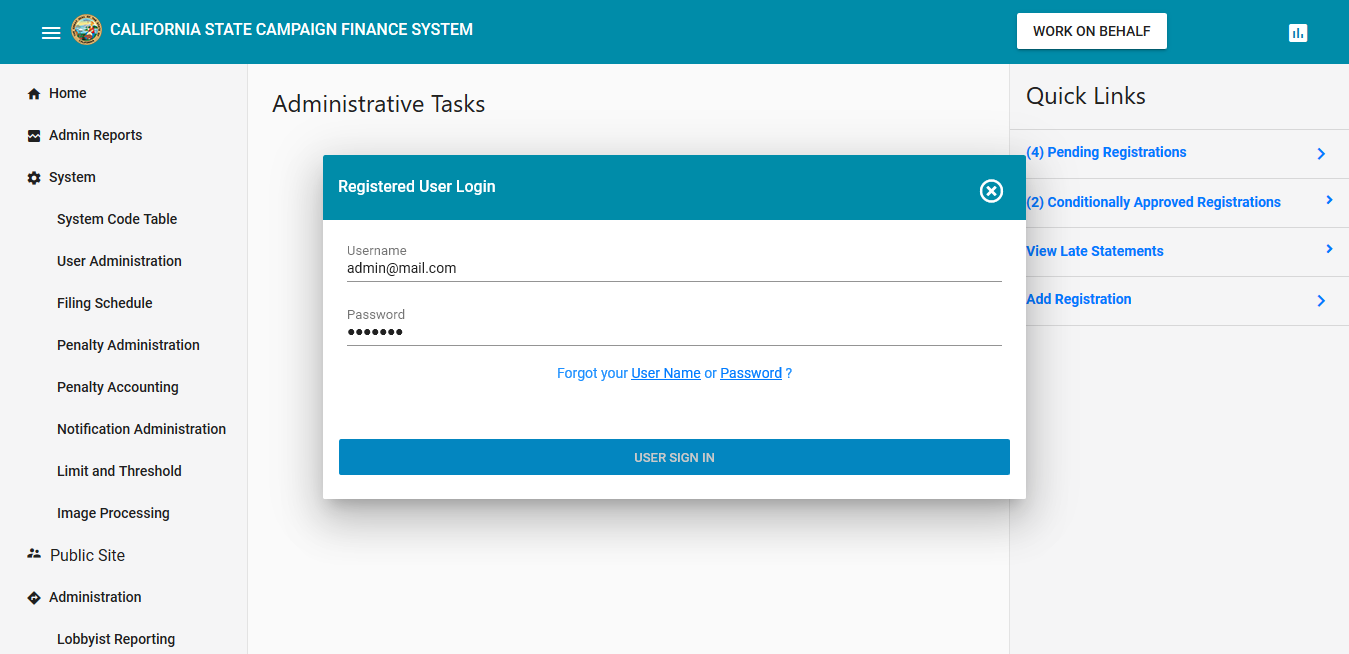 CALIFORNIA STATE CAMPAIGN FINANCE SYSTEM
WORK ON BEHALF
Home
Admin Reports
System
System Code Table
User Administration
Filing Schedule
Penalty Administration
Penalty Accounting
Notification Administration
Limit and Threshold
Image Processing
Public Site
Administration
Lobbyist Reporting
Administrative Tasks
Registered User Login
Username
admin@mail.com
Password
•••••••
Forgot your User Name or Password ?
USER SIGN IN
Quick Links
(4) Pending Registrations
(2) Conditionally Approved Registrations
View Late Statements
Add Registration